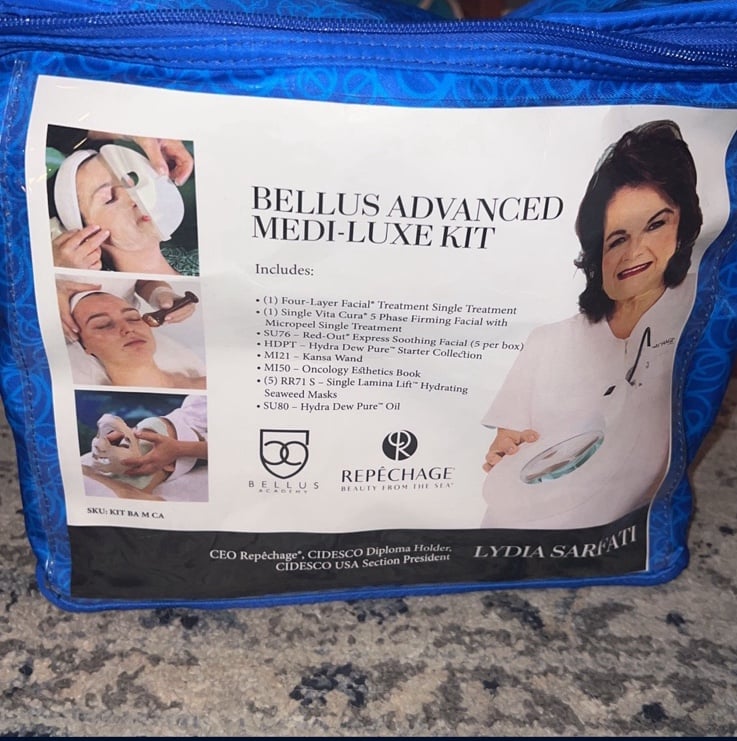 BELLUS ADVANCED
MEDI-LUXE KIT
Includes:
• (1) Four-Layer Facial® Treatment Single Treatment
• (1) Single Vita Cura® 5 Phase Firming Facial with
Micropeel Single Treatment
• SU76 – Red-Out® Express Soothing Facial (5 per box)
• HDPT – Hydra Dew Pure™ Starter Collection
• MI21 – Kansa Wand
• MI50 – Oncology Esthetics Book
• (5) RR71 S – Single Lamina Lift™ Hydrating
Seaweed Masks
• SU80 – Hydra Dew Pure™ Oil
BELLUS
ACADEMY
REPÊCHAGE®
BEAUTY FROM THE SEA®
SKU: KIT BA M CA
CEO Repêchage®, CIDESCO Diploma Holder,
CIDESCO USA Section President
LYDIA SARFATI